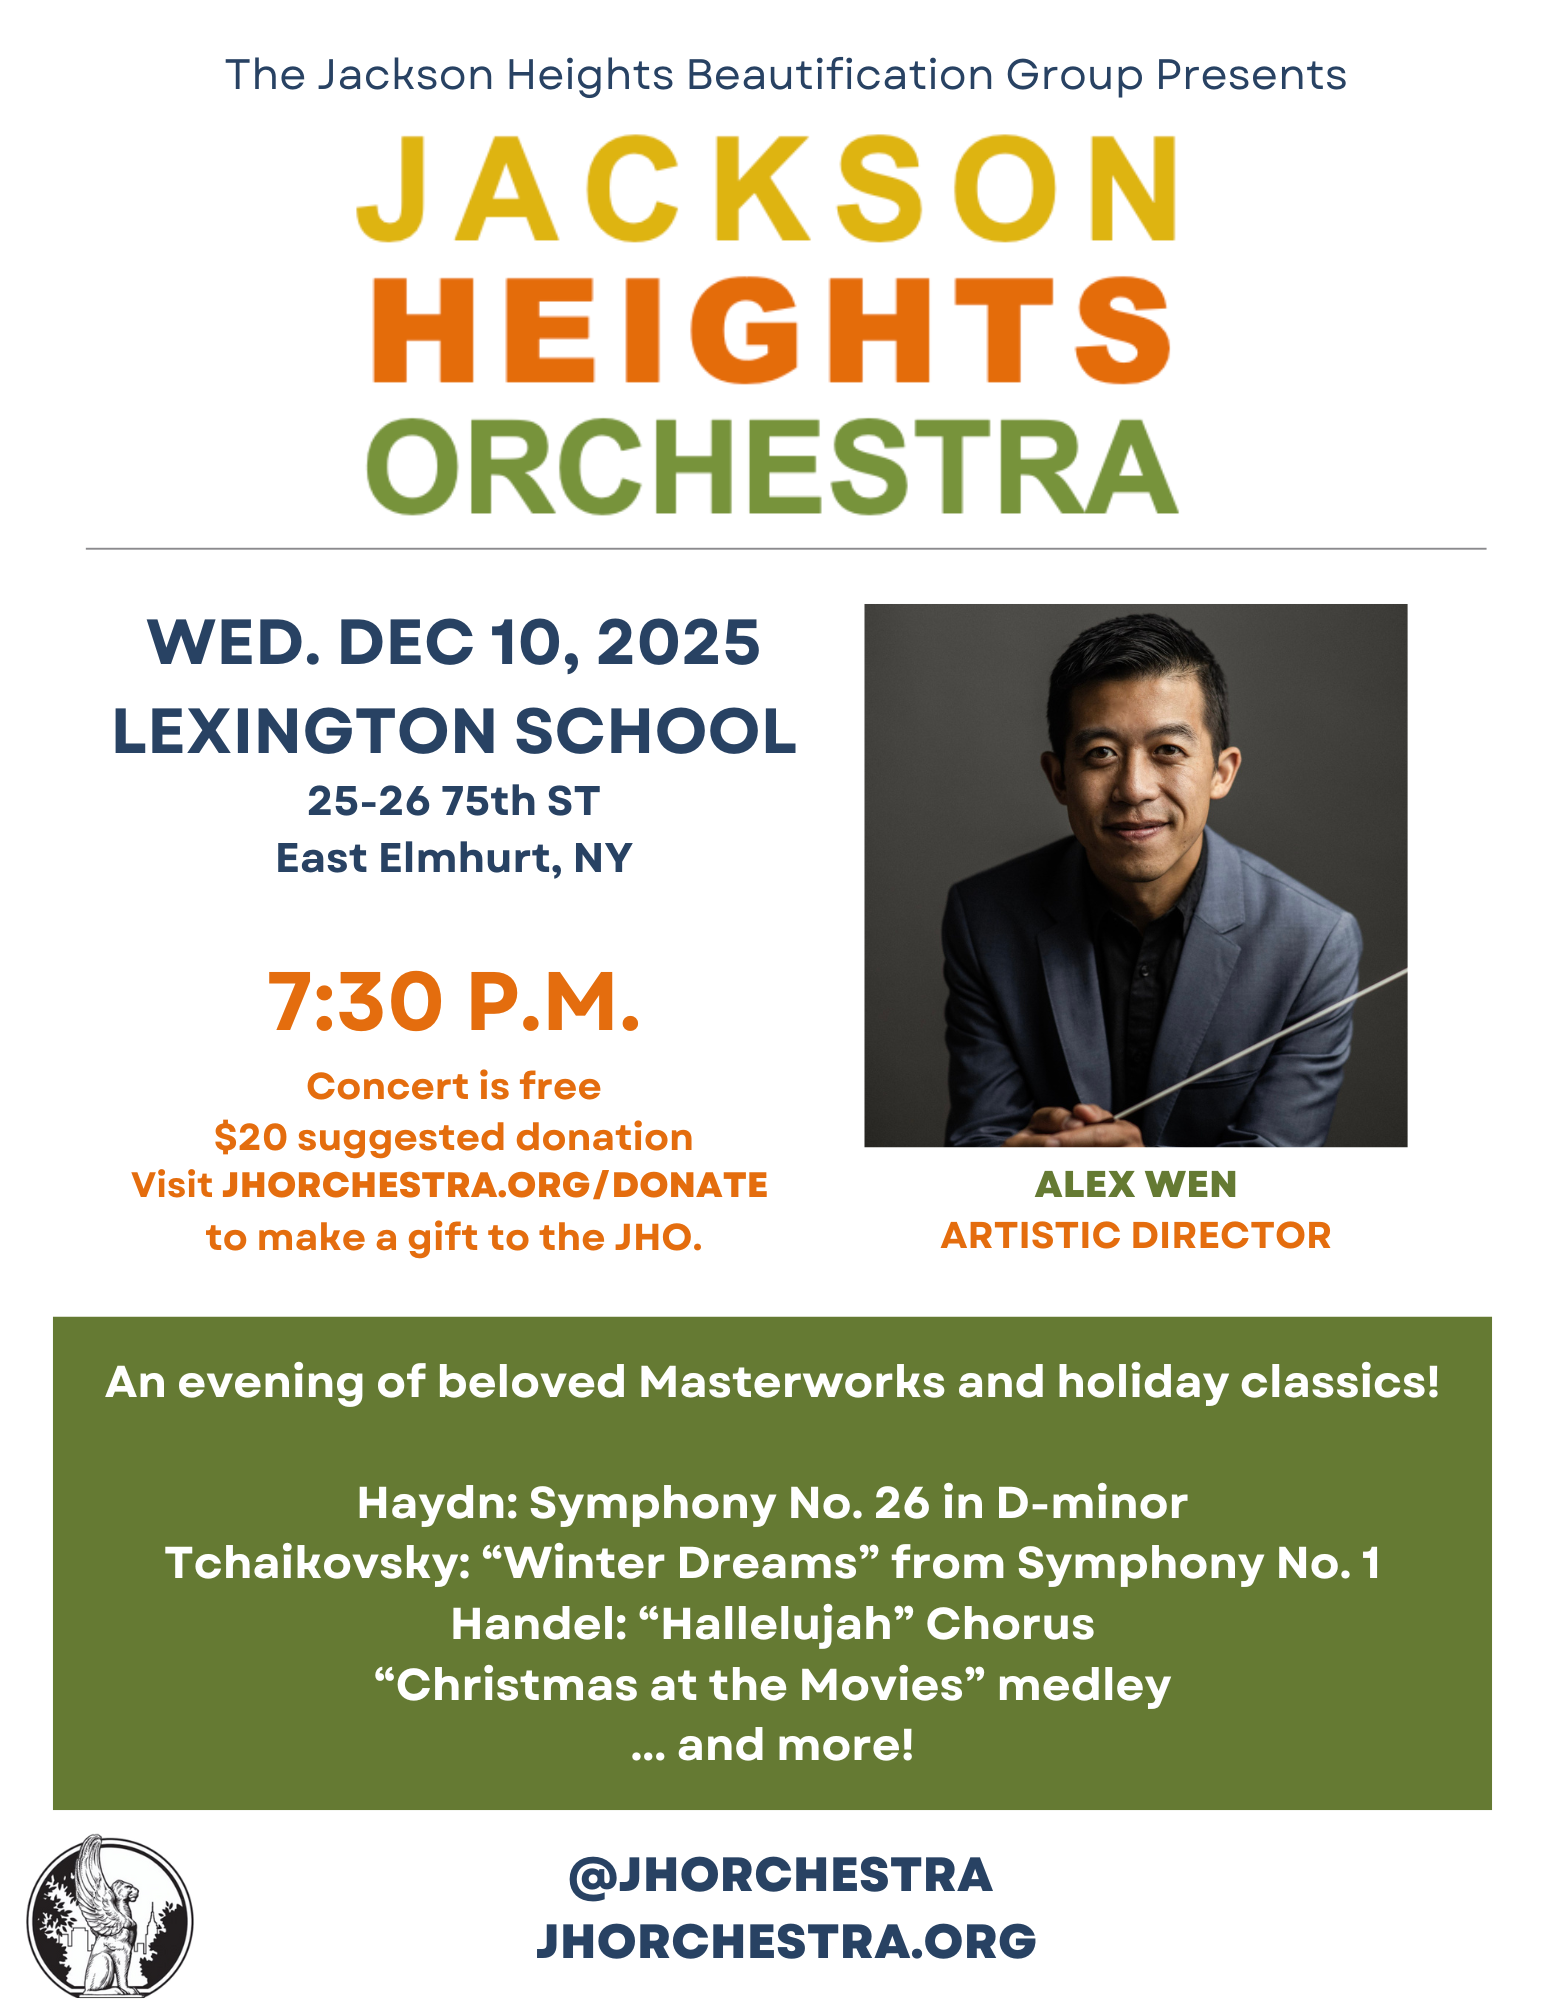 The Jackson Heights Beautification Group Presents
JACKSON
HEIGHTS
ORCHESTRA
WED. DEC 10, 2025
LEXINGTON SCHOOL
25-26 75th ST
East Elmhurt, NY
7:30 P.M.
Concert is free
$20 suggested donation
Visit JHORCHESTRA.ORG/DONATE
to make a gift to the JHO.
ALEX WEN
ARTISTIC DIRECTOR
An evening of beloved Masterworks and holiday classics!
Haydn: Symphony No. 26 in D-minor
Tchaikovsky: “Winter Dreams” from Symphony No. 1
Handel: “Hallelujah” Chorus
“Christmas at the Movies” medley
... and more!
@JHORCHESTRA
JHORCHESTRA.ORG